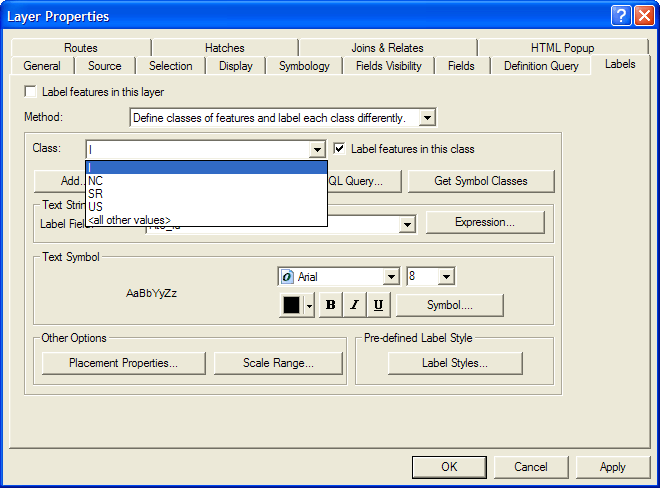 Layer Properties
Routes Hatches Joins & Relates HTML Popup
General Source Selection Display Symbology Fields Visibility Fields Definition Query Labels
Label features in this layer
Method: Define classes of features and label each class differently.
Class: I Label features in this class
I
Add... QL Query... Get Symbol Classes
NC
SR
US
<all other values>
Text Strin
Label Field: Expression...
Text Symbol
AaBbYyZz Arial 8
B I U Symbol....
Other Options Pre-defined Label Style
Placement Properties... Scale Range... Label Styles...
OK Cancel Apply